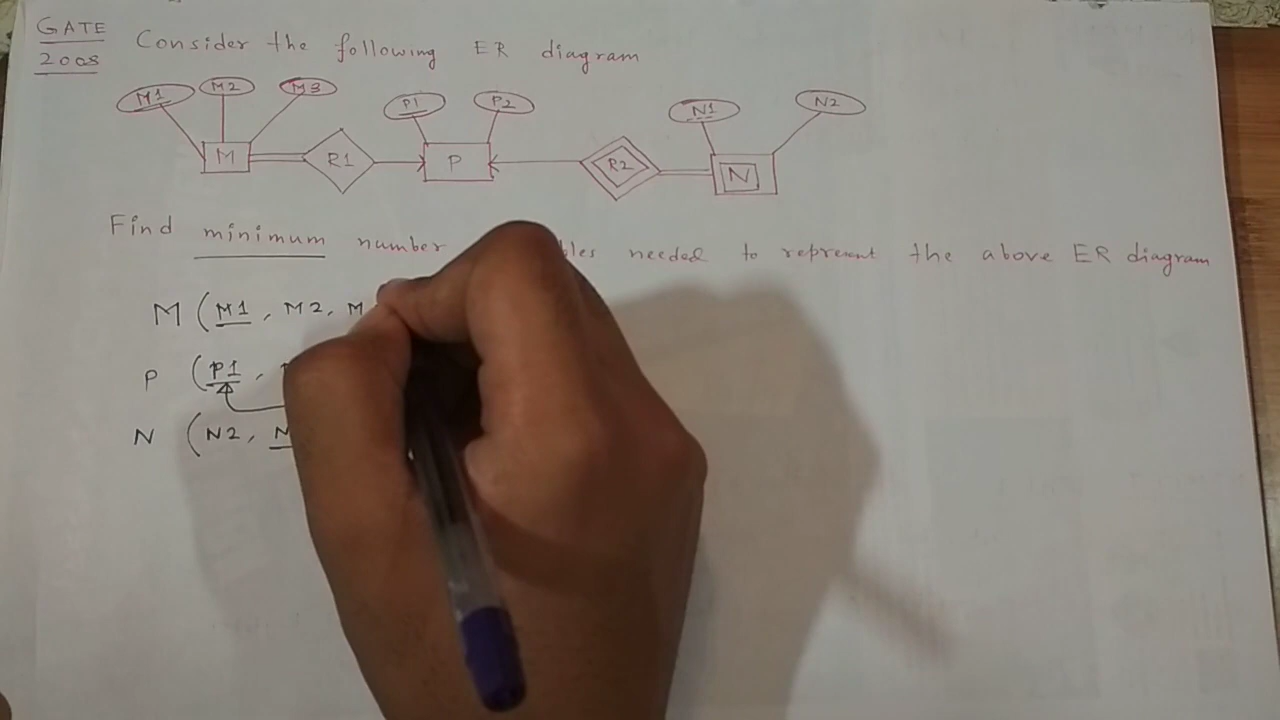 GATE
2008
Consider the following ER diagram
M1 M2 M3 P1 P2 N1 N2
M R1 P R2 N
Find minimum number needed to represent the above ER diagram
M (M1, M2, M
P (P1,
N (N2,